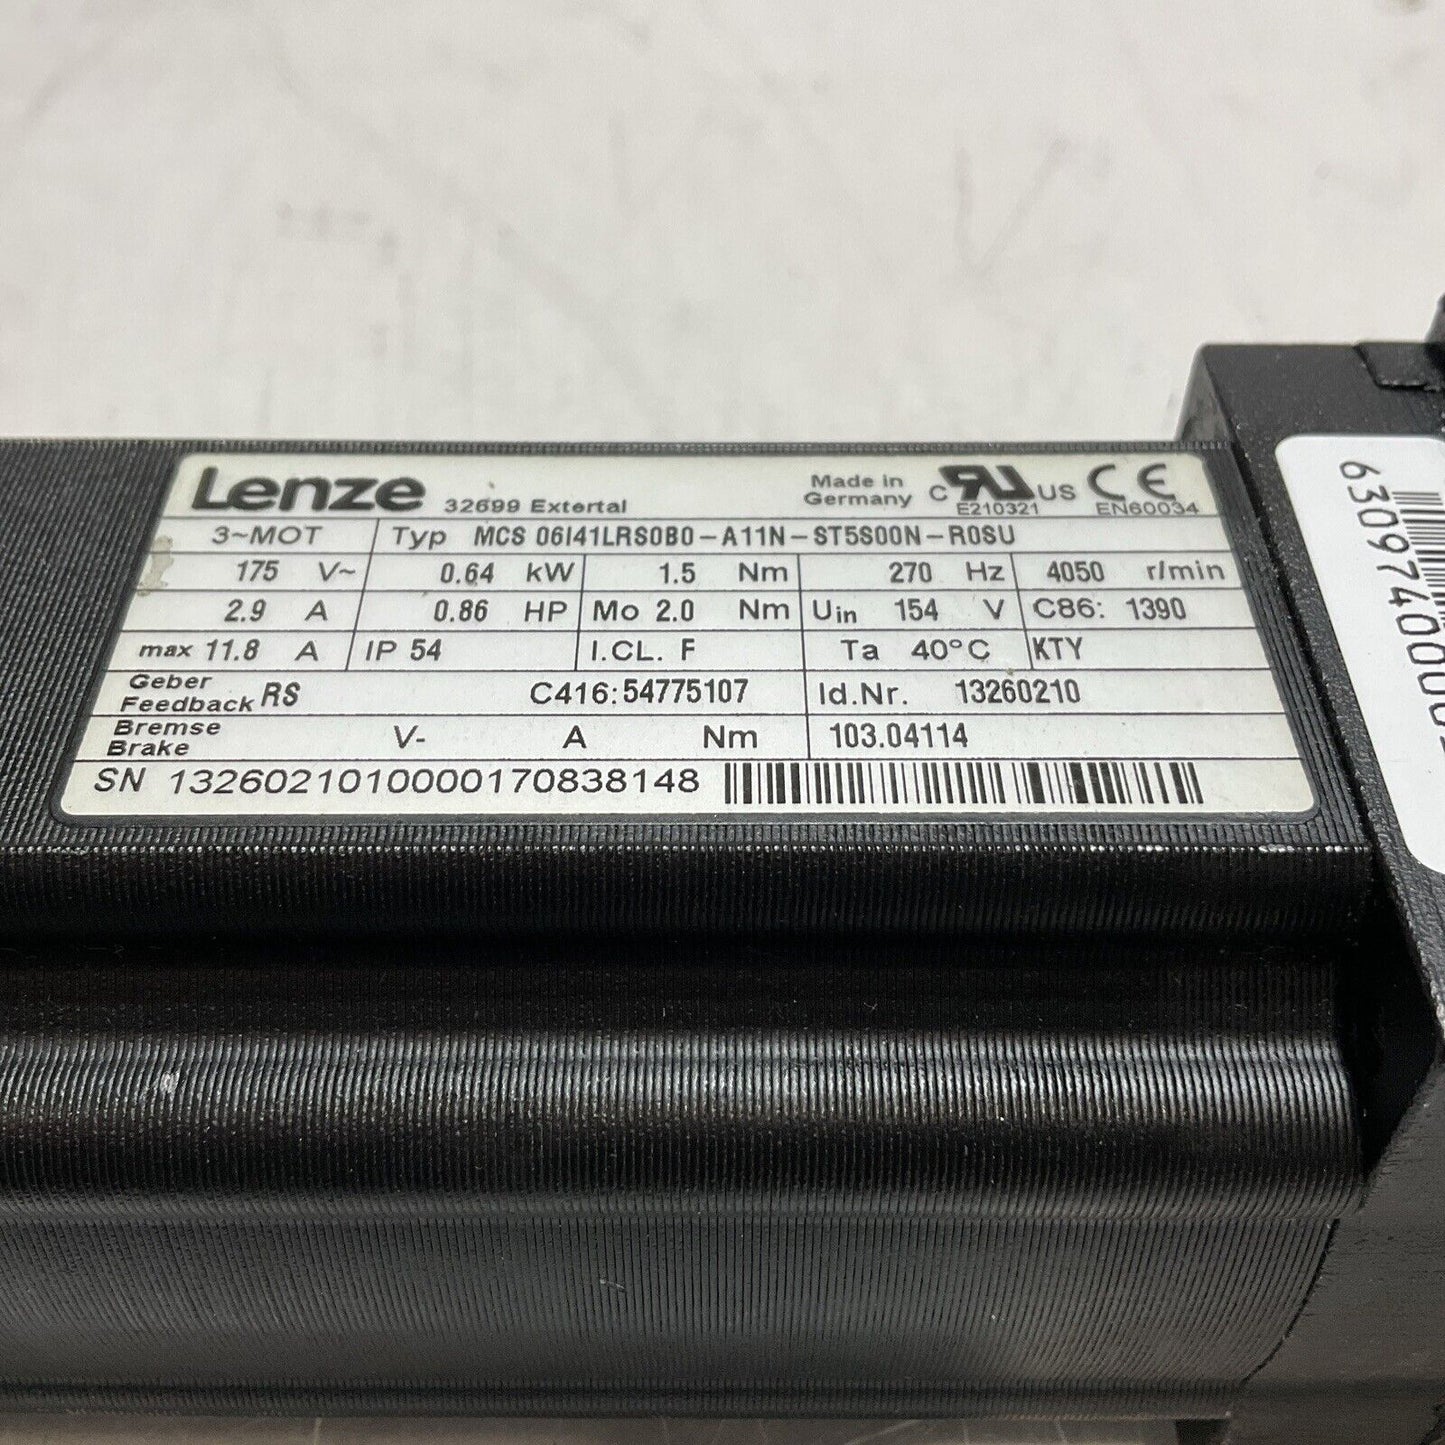 Lenze 32699 Extertal Made in Germany C US E210321 CE EN60034
3~MOT Typ MCS 06I41LRS0B0-A11N-ST5S00N-R0SU
175 V~ 0.64 kW 1.5 Nm 270 Hz 4050 r/min
2.9 A 0.86 HP Mo 2.0 Nm Uin 154 V C86: 1390
max 11.8 A IP 54 I.CL. F Ta 40°C KTY
Geber
Feedback RS C416:54775107 Id.Nr. 13260210
Bremse
Brake V- A Nm 103.04114
SN 1326021010000170838148